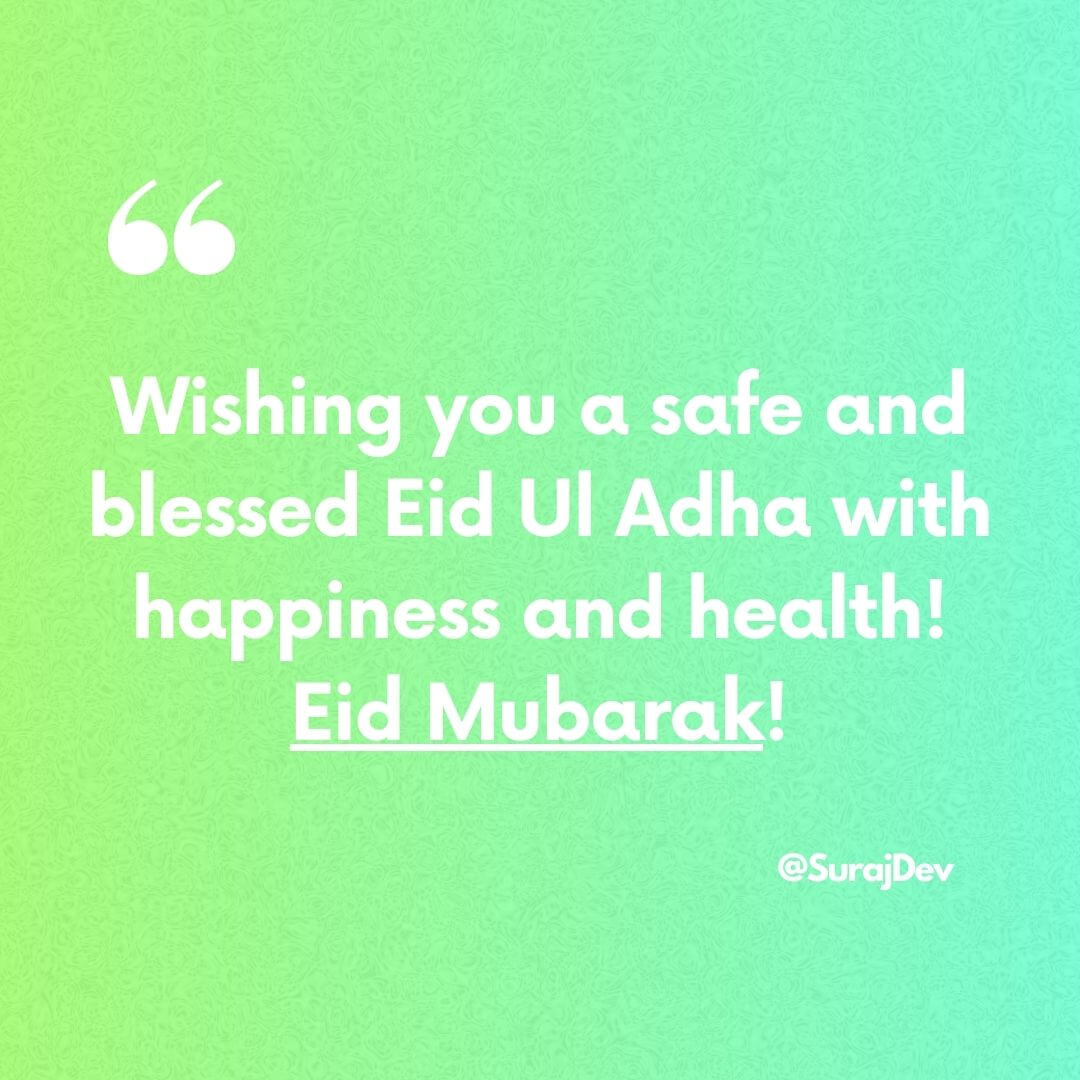 “
Wishing you a safe and
blessed Eid Ul Adha with
happiness and health!
Eid Mubarak!
@SurajDev